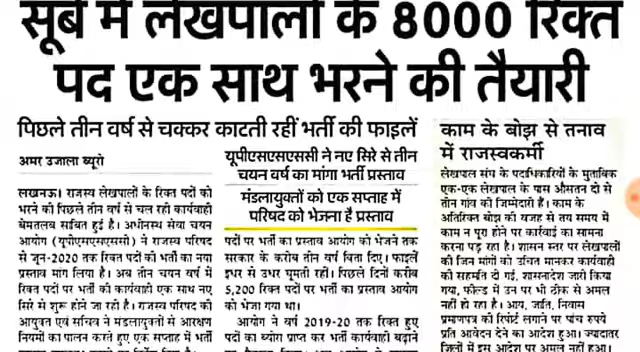 सूबे में लेखपालों के 8000 रिक्त
पद एक साथ भरने की तैयारी
पिछले तीन वर्ष से चक्कर काटती रहीं भर्ती की फाइलें
अमर उजाला ब्यूरो
लखनऊ। राजस्व लेखपालों के रिक्त पदों को
भरने की पिछले तीन वर्ष से चल रही कार्यवाही
बेमतलब साबित हुई है। अधीनस्थ सेवा चयन
आयोग (यूपीएसएसएससी) ने राजस्व परिषद
से जून-2020 तक रिक्त पदों की भर्ती का नया
प्रस्ताव मांग लिया है। अब तीन चयन वर्ष में
रिक्त पदों पर भर्ती की कार्यवाही एक साथ नए
सिरे से शुरू होने जा रही है। राजस्व परिषद की
आयुक्त एवं सचिव ने मंडलायुक्तों से आरक्षण
नियमों का पालन करते हुए एक सप्ताह में भर्ती
यूपीएसएसएससी ने नए सिरे से तीन
चयन वर्ष का मांगा भर्ती प्रस्ताव
मंडलायुक्तों को एक सप्ताह में
परिषद को भेजना है प्रस्ताव
पदों पर भर्ती का प्रस्ताव आयोग को भेजने तक
सरकार के करीब तीन वर्ष बिता दिए। फाइलें
इधर से उधर घूमती रहीं। पिछले दिनों करीब
5,200 रिक्त पदों पर भर्ती का प्रस्ताव आयोग
को भेजा गया था।
आयोग ने वर्ष 2019-20 तक रिक्त हुए
पदों का ब्योरा प्राप्त कर भर्ती कार्यवाही बढ़ाने
काम के बोझ से तनाव
में राजस्वकर्मी
लेखपाल संघ के पदाधिकारियों के मुताबिक
एक-एक लेखपाल के पास औसतन दो से
तीन गांव की जिम्मेदारी हैं। काम के
अतिरिक्त बोझ की वजह से तय समय में
काम न पूरा होने पर कार्रवाई का सामना
करना पड़ रहा है। शासन स्तर पर लेखपालों
की जिन मांगों को उचित मानकर कार्यवाही
की सहमति दी गई, शासनादेश जारी किया
गया, फील्ड में उन पर भी ठीक से अमल
नहीं हो रहा है। आय, जाति, निवास
प्रमाणपत्र की रिपोर्ट लगाने पर पांच रुपये
प्रति आवेदन देने का आदेश हुआ। ज्यादातर
जिलों में इस आदेश पर अमल नहीं हुआ।